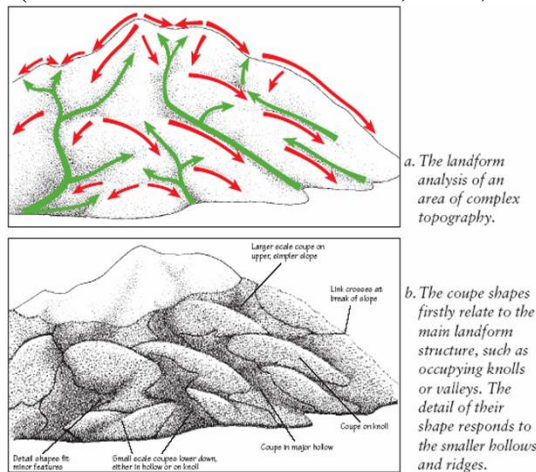 a. The landform
analysis of an
area of complex
topography.
Larger scale coupe on
upper, simpler slope
Link crosses at
break of slope
b. The coupe shapes
firstly relate to the
main landform
structure, such as
occupying knolls
or valleys. The
detail of their
shape responds to
the smaller hollows
and ridges.
Coupe on knoll
Coupe in major hollow
Detail shapes fit
minor features
Small scale coupes lower down,
either in hollow or on knoll